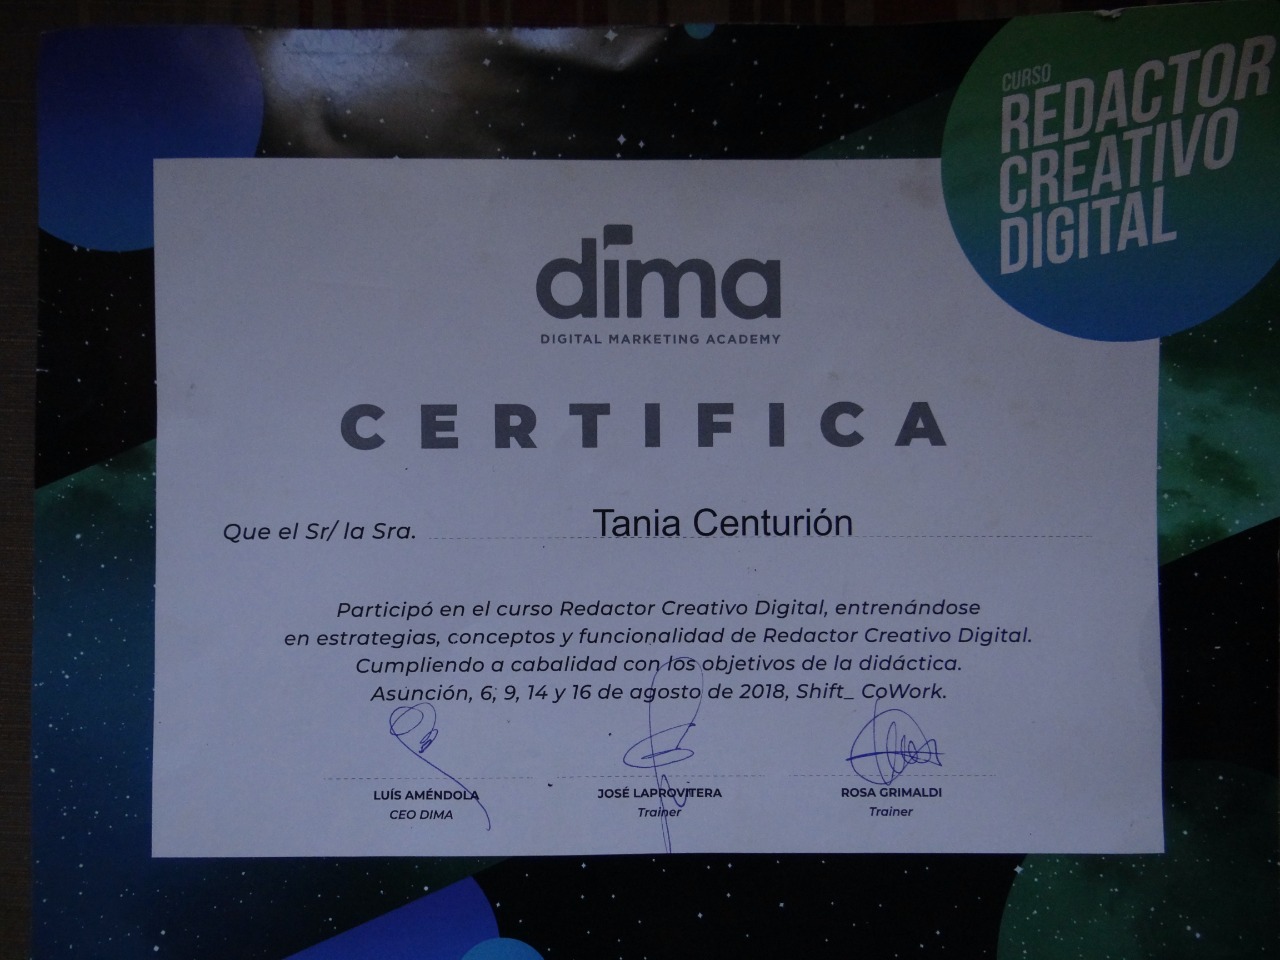 CURSO
REDACTOR
CREATIVO
DIGITAL
dima
DIGITAL MARKETING ACADEMY
CERTIFICA
Que el Sr/ la Sra. Tania Centurión
Participó en el curso Redactor Creativo Digital, entrenándose
en estrategias, conceptos y funcionalidad de Redactor Creativo Digital.
Cumpliendo a cabalidad con los objetivos de la didáctica.
Asunción, 6, 9, 14 y 16 de agosto de 2018, Shift_ CoWork.
LUÍS AMÉNDOLA JOSÉ LAPROVITERA ROSA GRIMALDI
CEO DIMA Trainer Trainer